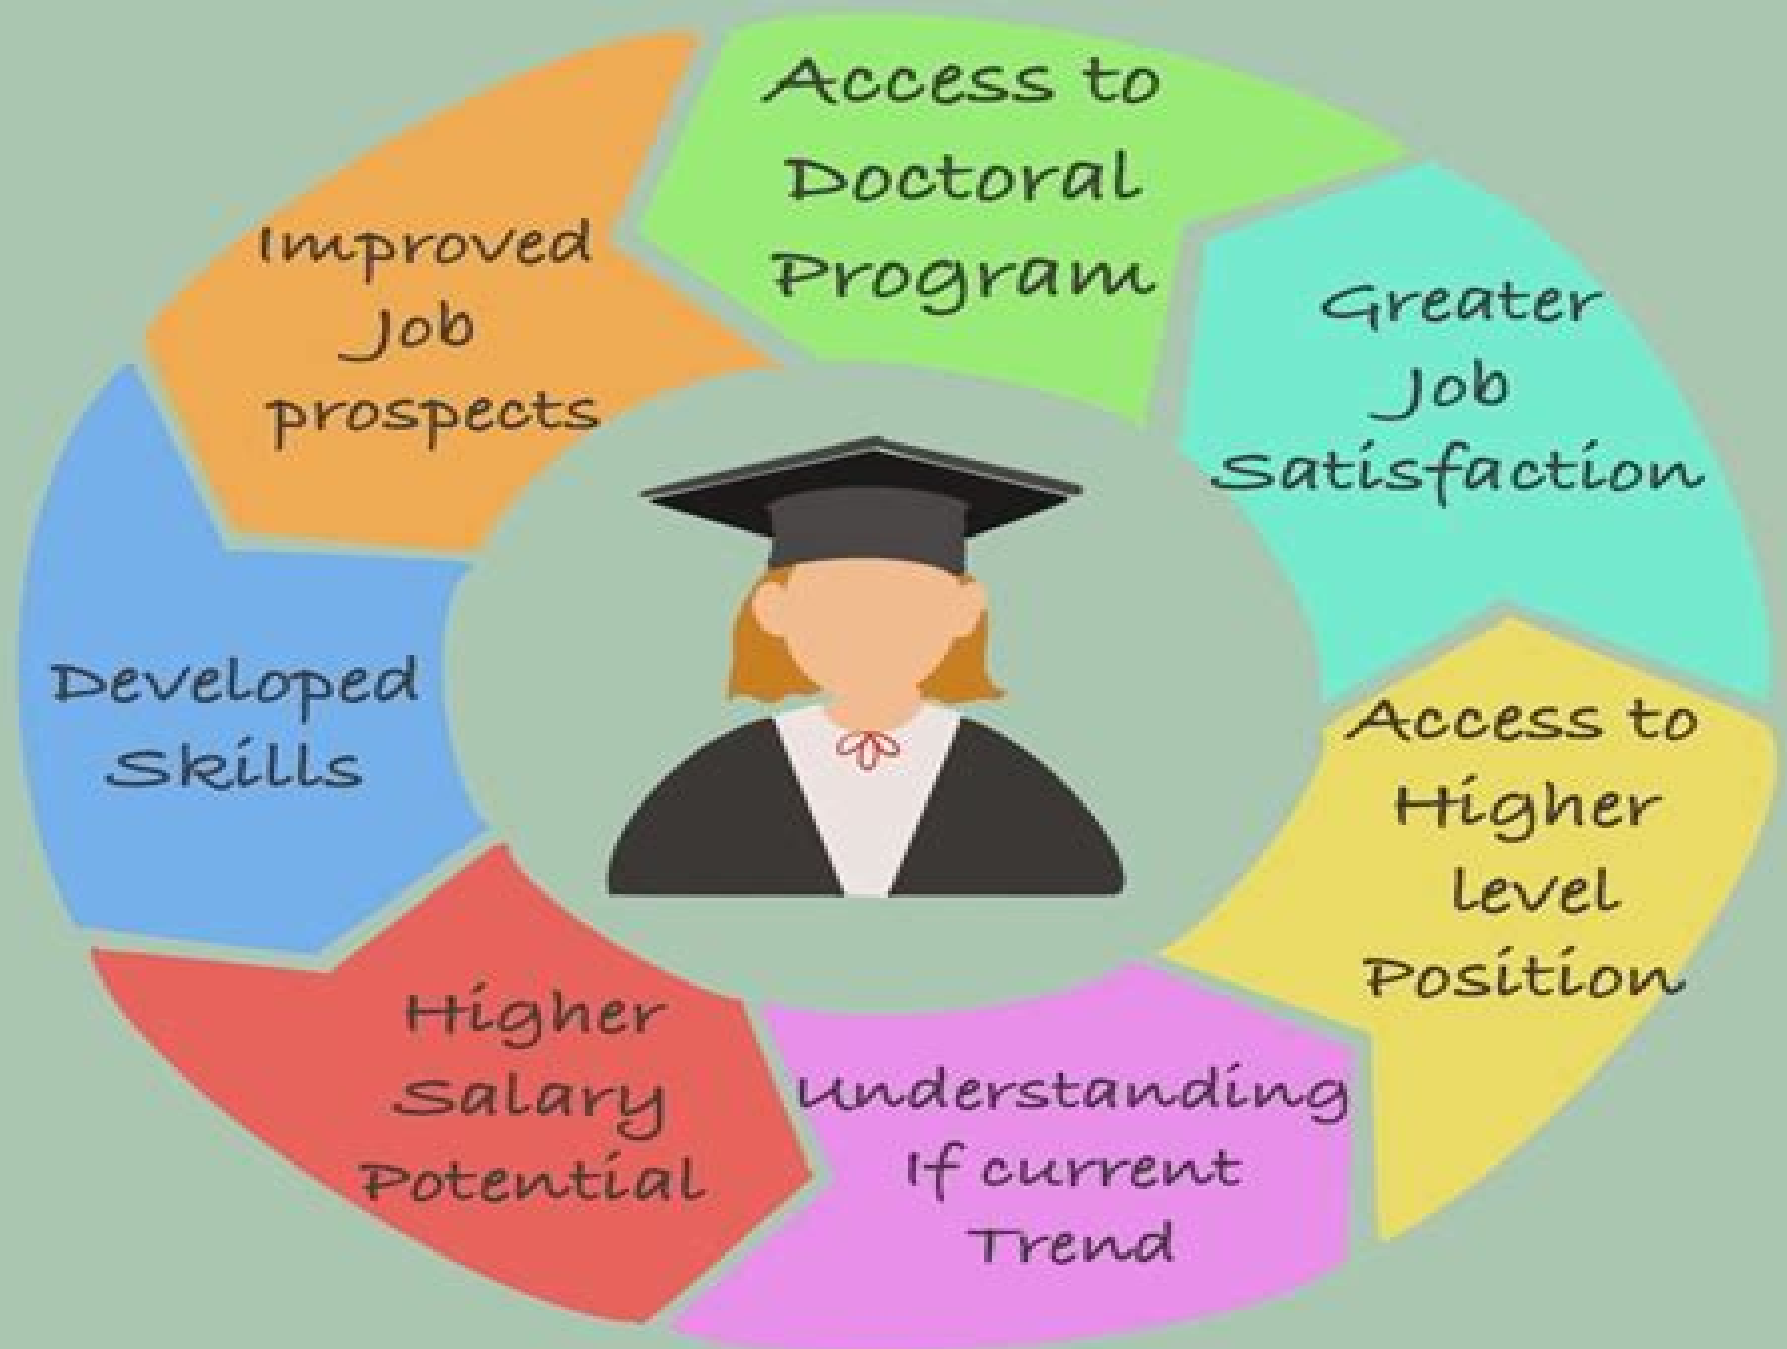 Access to
Doctoral
Program
Greater
Job
Satisfaction
Access to
Higher
level
Position
Understanding
If current
Trend
Higher
Salary
Potential
Developed
Skills
Improved
Job
prospects